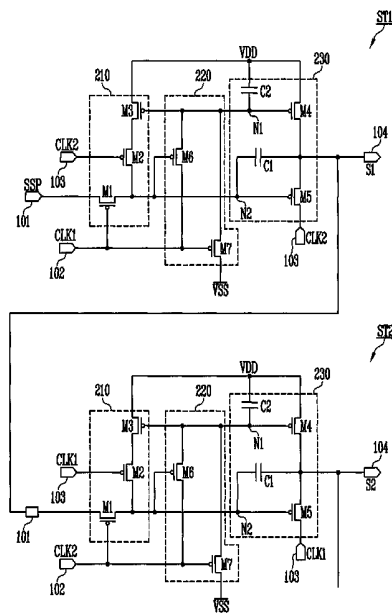 ST1
VDD
210
220
230
M3
C2
M4
N1
CLK2
103
M2
M6
C1
104
S1
SSP
101
M1
M5
N2
CLK1
102
M7
103
CLK2
VSS
ST2
VDD
210
220
230
M3
C2
M4
N1
CLK1
103
M2
M6
C1
104
S2
101
M1
M5
N2
CLK2
102
M7
103
CLK1
VSS